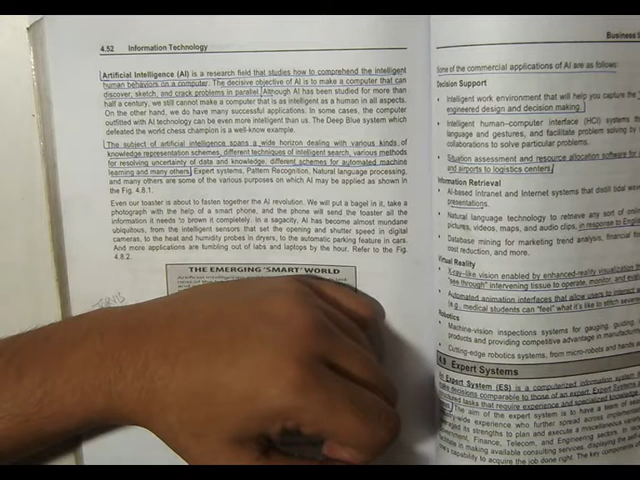 4.52 Information Technology
Artificial Intelligence (AI) is a research field that studies how to comprehend the intelligent
human behaviors on a computer. The decisive objective of AI is to make a computer that can
discover, sketch, and crack problems in parallel. Although AI has been studied for more than
half a century, we still cannot make a computer that is as intelligent as a human in all aspects.
On the other hand, we do have many successful applications. In some cases, the computer
outfitted with AI technology can be even more intelligent than us. The Deep Blue system which
defeated the world chess champion is a well-know example.
The subject of artificial intelligence spans a wide horizon dealing with various kinds of
knowledge representation schemes, different techniques of intelligent search, various methods
for resolving uncertainty of data and knowledge, different schemes for automated machine
learning and many others. Expert systems, Pattern Recognition, Natural language processing,
and many others are some of the various purposes on which AI may be applied as shown in
the Fig. 4.8.1.
Even our toaster is about to fasten together the AI revolution. We will put a bagel in it, take a
photograph with the help of a smart phone, and the phone will send the toaster all the
information it needs to brown it completely. In a sagacity, AI has become almost mundane
ubiquitous, from the intelligent sensors that set the opening and shutter speed in digital
cameras, to the heat and humidity probes in dryers, to the automatic parking feature in cars.
And more applications are tumbling out of labs and laptops by the hour. Refer to the Fig.
4.8.2.
THE EMERGING 'SMART' WORLD
Business
Some of the commercial applications of AI are as follows:
Decision Support
Intelligent work environment that will help you capture the
engineered design and decision making.
Intelligent human-computer interface (HCI) systems
language and gestures, and facilitate problem solving by
collaborations to solve particular problems.
Situation assessment and resource allocation software for
and airports to logistics centers.
Information Retrieval
AI-based Intranet and Internet systems that distill tidal
presentations.
Natural language technology to retrieve any sort of online
pictures, videos, maps, and audio clips, in response to English
Database mining for marketing trend analysis, financial
cost reduction, and more.
Virtual Reality
X-ray-like vision enabled by enhanced-reality visualization
"see through" intervening tissue to operate, monitor, and
Automated animation interfaces that allow users to interact
(e.g., medical students can "feel" what it's like to stitch
Robotics
Machine-vision inspections systems for gauging, guiding,
products and providing competitive advantage in
Cutting-edge robotics systems, from micro-robots and hands
4.9 Expert Systems
Expert System (ES) is a computerized information system
decisions comparable to those of an expert. Expert Systems
structured tasks that require experience and specialized knowledge
The aim of the expert system is to have a team of
experience who further spread across
its strengths to plan and execute a miscellaneous
Finance, Telecom, and Engineering sectors.
in making available consulting services, displaying the
capability to acquire the job done right. The key components